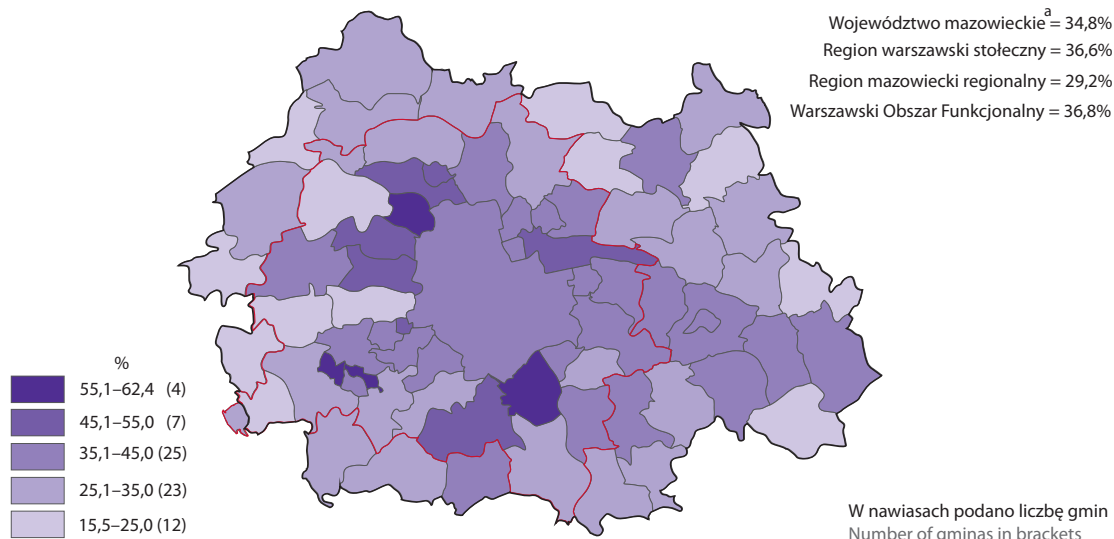 Województwo mazowieckie a = 34,8%
Region warszawski stołeczny = 36,6%
Region mazowiecki regionalny = 29,2%
Warszawski Obszar Funkcjonalny = 36,8%
%
55,1–62,4 (4)
45,1–55,0 (7)
35,1–45,0 (25)
25,1–35,0 (23)
15,5–25,0 (12)
W nawiasach podano liczbę gmin
Number of gminas in brackets